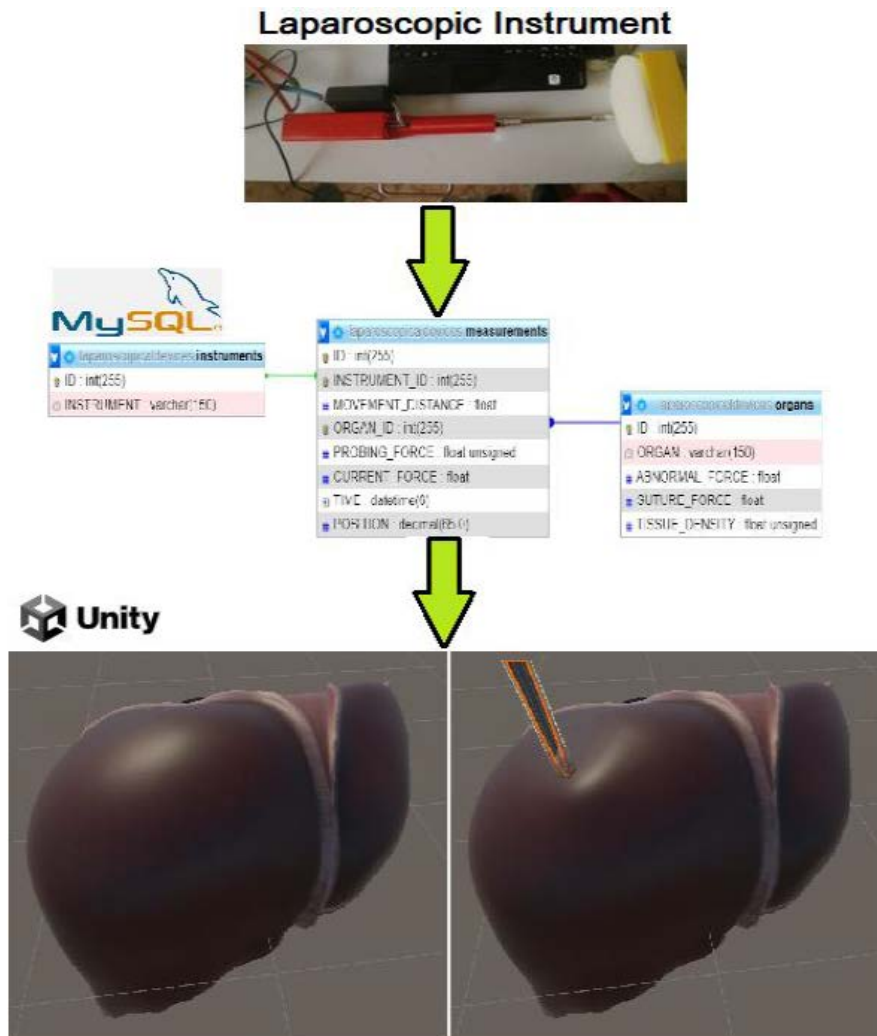 Laparoscopic Instrument
MySQL
instruments
ID : int(255)
INSTRUMENT : varchar(150)
measurements
ID : int(255)
INSTRUMENT_ID : int(255)
MOVEMENT_DISTANCE : float
ORGAN_ID : int(255)
PROBING_FORCE : float unsigned
CURRENT_FORCE : float
TIME : datetime(6)
POSITION : decimal(65,0)
organs
ID : int(255)
ORGAN : varchar(150)
ABNORMAL_FORCE : float
SUTURE_FORCE : float
TISSUE_DENSITY : float unsigned
Unity